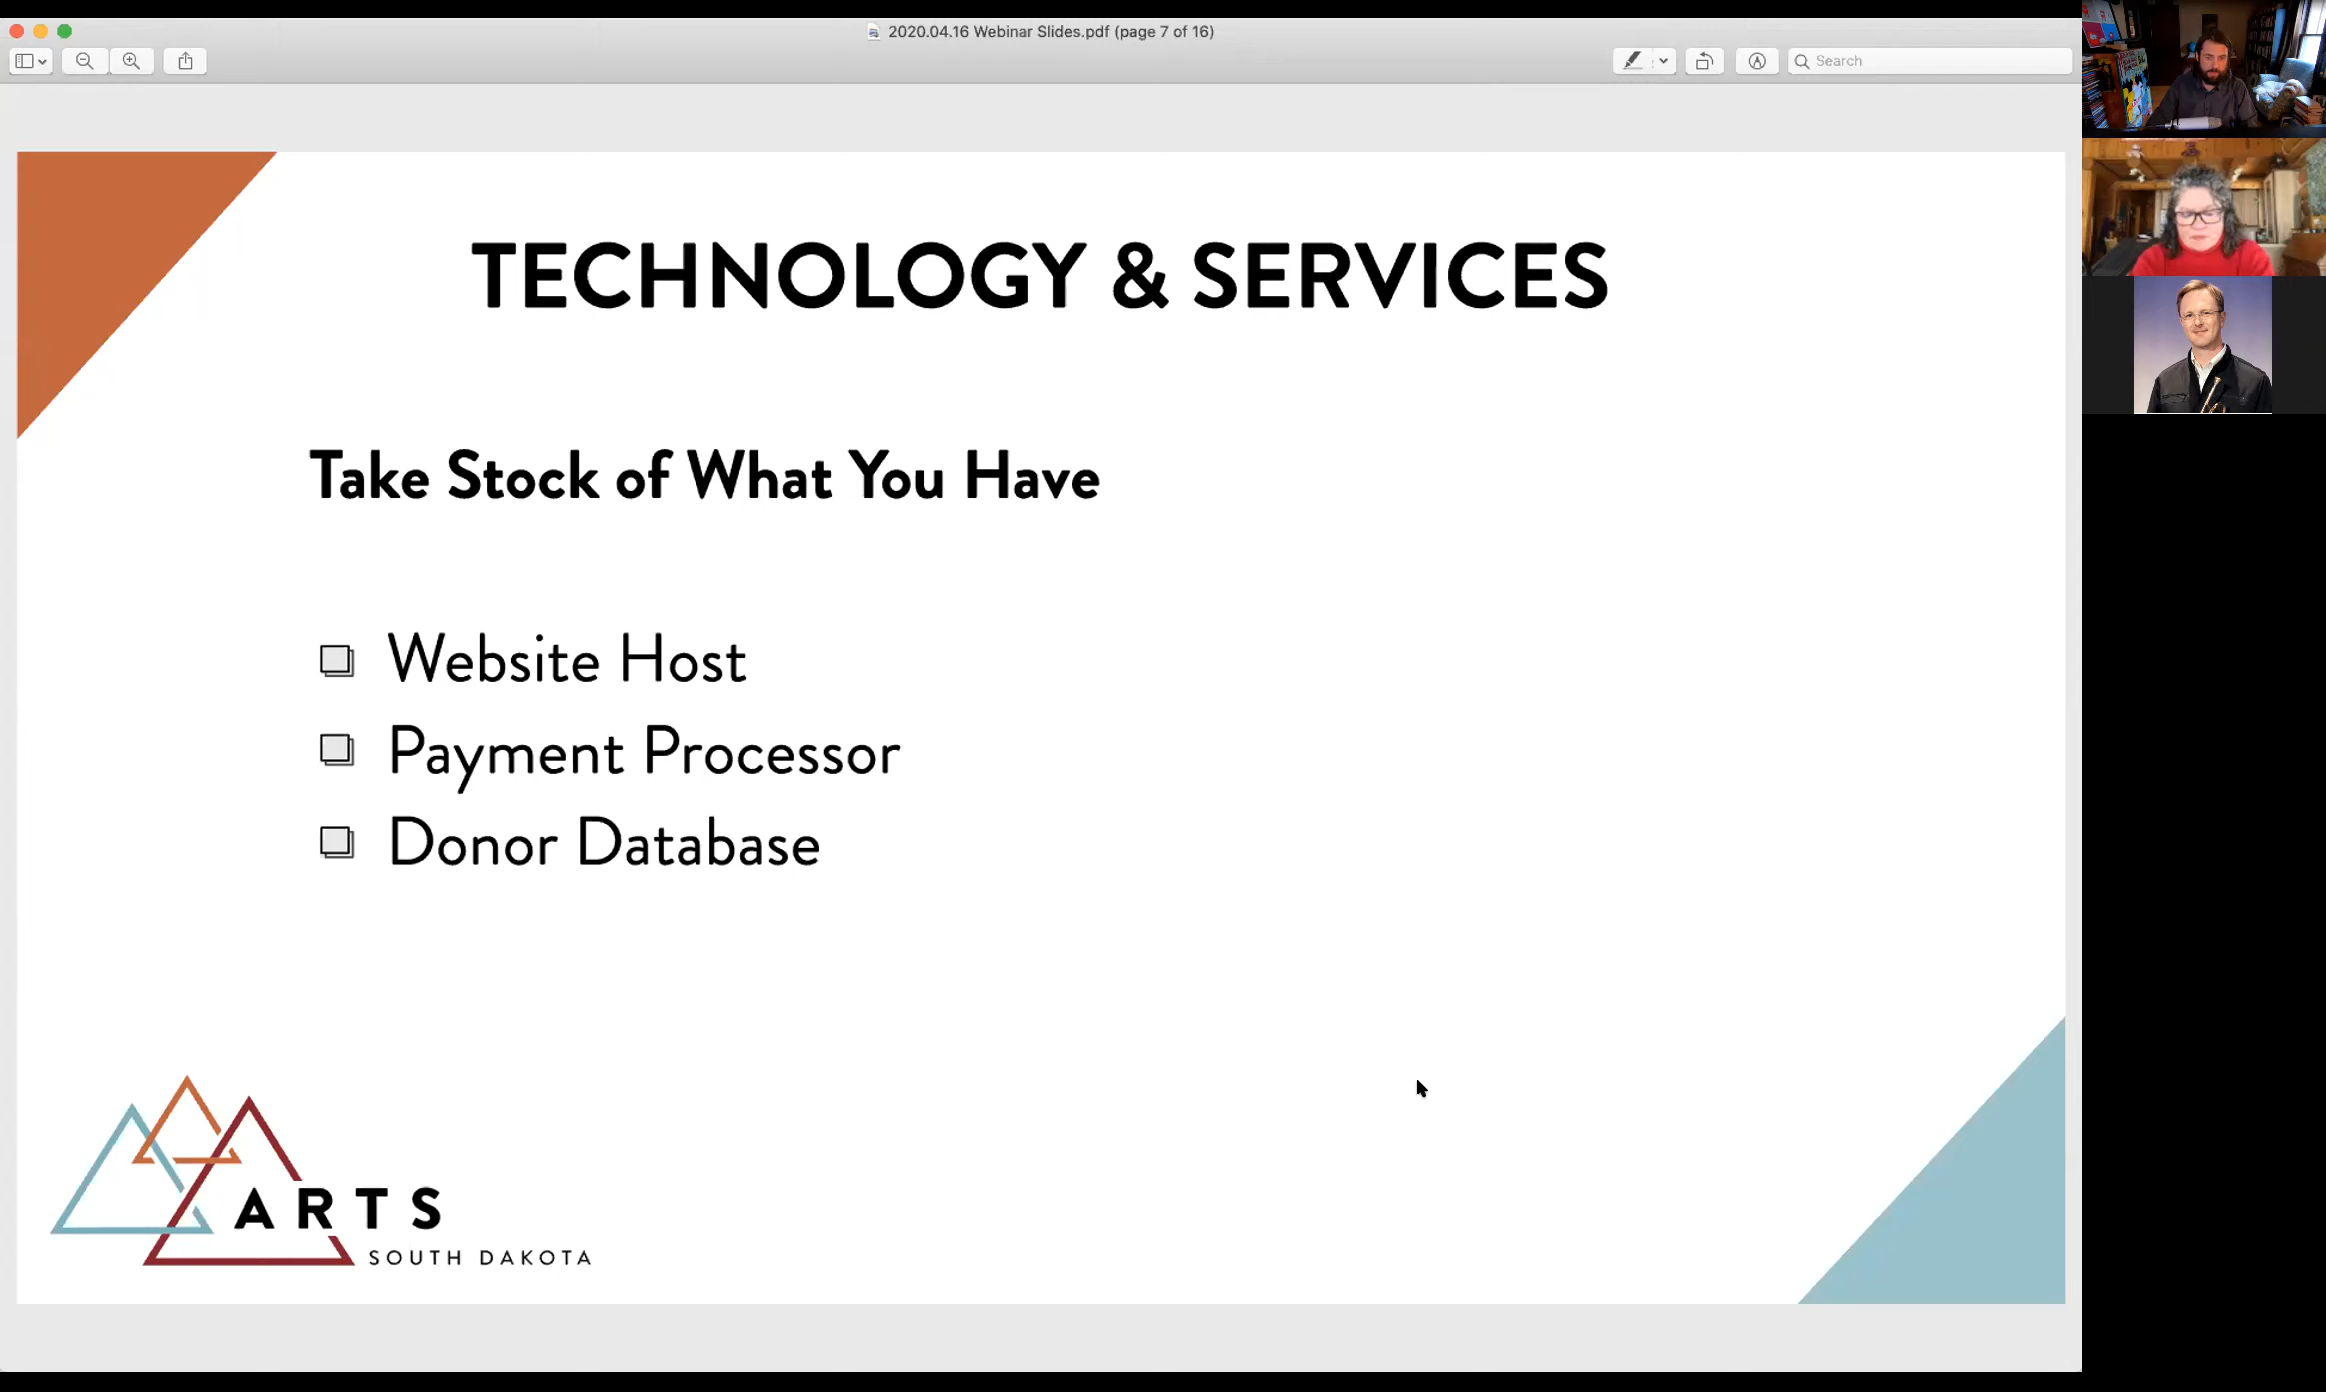 2020.04.16 Webinar Slides.pdf (page 7 of 16)
Search
TECHNOLOGY & SERVICES
Take Stock of What You Have
Website Host
Payment Processor
Donor Database
ARTS
SOUTH DAKOTA